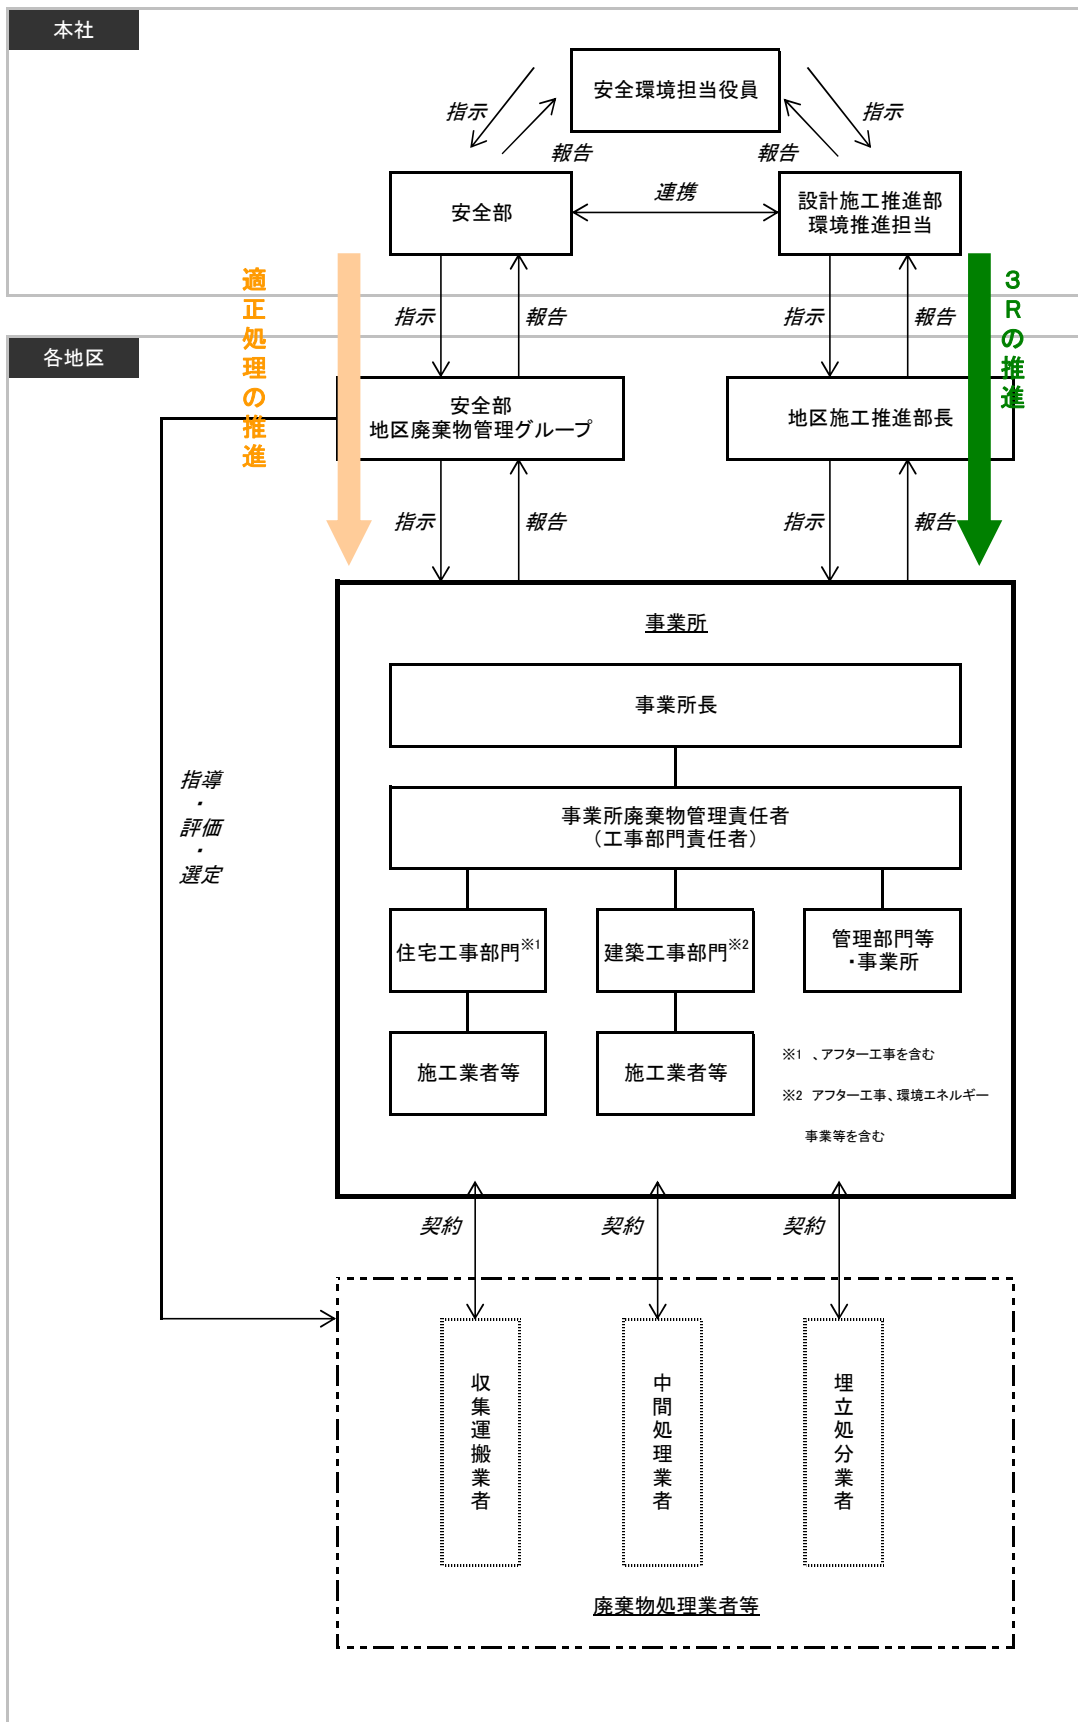 本社
安全環境担当役員
指示
指示
報告
報告
安全部
連携
設計施工推進部
環境推進担当
適正処理の推進
３Ｒの推進
指示
報告
指示
報告
各地区
安全部
地区廃棄物管理グループ
地区施工推進部長
指示
報告
指示
報告
事業所
事業所長
指導
・
評価
・
選定
事業所廃棄物管理責任者
（工事部門責任者）
住宅工事部門※1
建築工事部門※2
管理部門等
・事業所
施工業者等
施工業者等
※1 、アフター工事を含む
※2 アフター工事、環境エネルギー
事業等を含む
契約
契約
契約
収集運搬業者
中間処理業者
埋立処分業者
廃棄物処理業者等